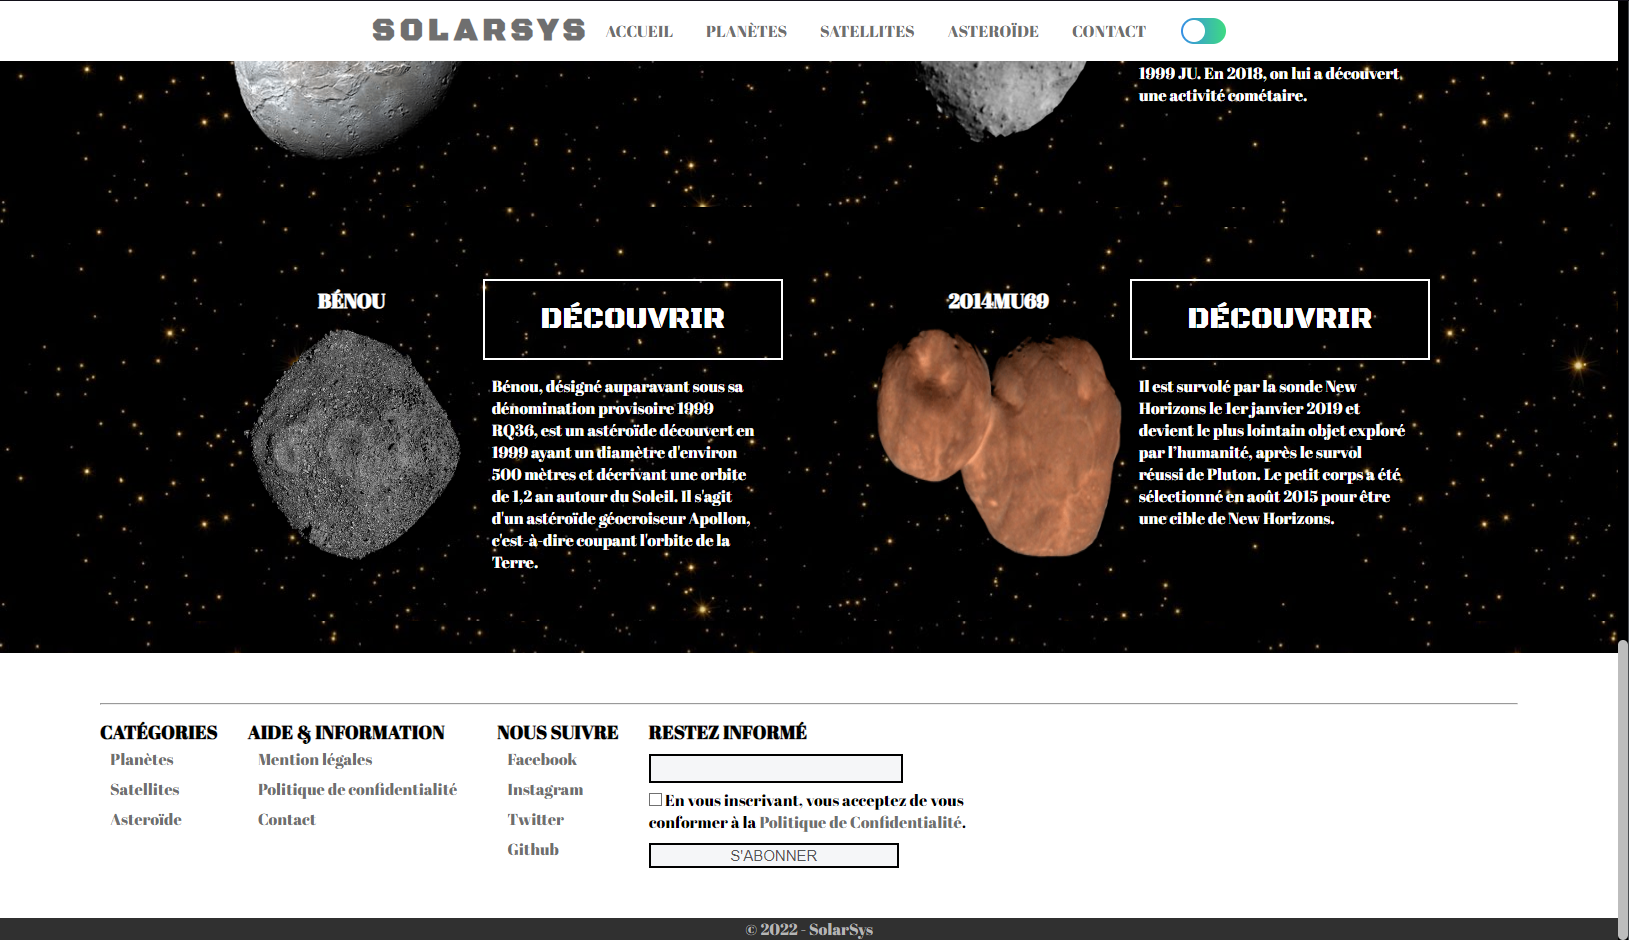 SOLARSYS ACCUEIL PLANÈTES SATELLITES ASTEROÏDE CONTACT
1999 JU. En 2018, on lui a découvert
une activité cométaire.
BÉNOU
DÉCOUVRIR
Bénou, désigné auparavant sous sa
dénomination provisoire 1999
RQ36, est un astéroïde découvert en
1999 ayant un diamètre d'environ
500 mètres et décrivant une orbite
de 1,2 an autour du Soleil. Il s'agit
d'un astéroïde géocroiseur Apollon,
c'est-à-dire coupant l'orbite de la
Terre.
2014MU69
DÉCOUVRIR
Il est survolé par la sonde New
Horizons le 1er janvier 2019 et
devient le plus lointain objet exploré
par l’humanité, après le survol
réussi de Pluton. Le petit corps a été
sélectionné en août 2015 pour être
une cible de New Horizons.
CATÉGORIES
Planètes
Satellites
Asteroïde
AIDE & INFORMATION
Mention légales
Politique de confidentialité
Contact
NOUS SUIVRE
Facebook
Instagram
Twitter
Github
RESTEZ INFORMÉ
En vous inscrivant, vous acceptez de vous
conformer à la Politique de Confidentialité.
S'ABONNER
© 2022 - SolarSys